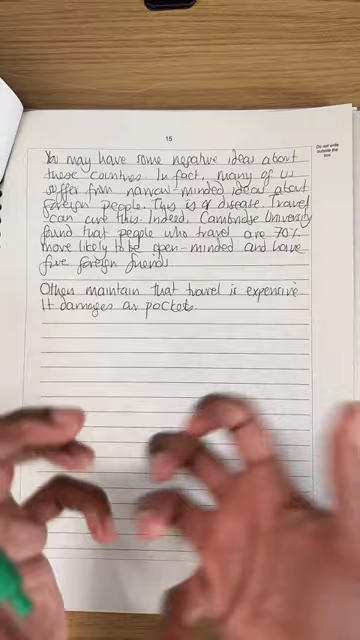 15
Do not write
outside the
box
You may have some negative ideas about
these countries. In fact, many of us
suffer from narrow-minded ideas about
foreign people. This is a disease. Travel
can cure this. Indeed, Cambridge University
found that people who travel are 70%
more likely to be open-minded and have
five foreign friends.
Others maintain that travel is expensive.
It damages our pockets.